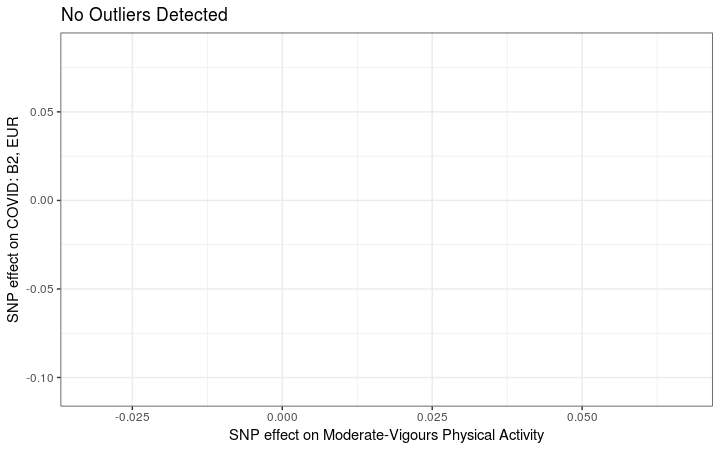 No Outliers Detected
SNP effect on COVID: B2, EUR
0.05
0.00
-0.05
-0.10
-0.025
0.000
0.025
0.050
SNP effect on Moderate-Vigours Physical Activity